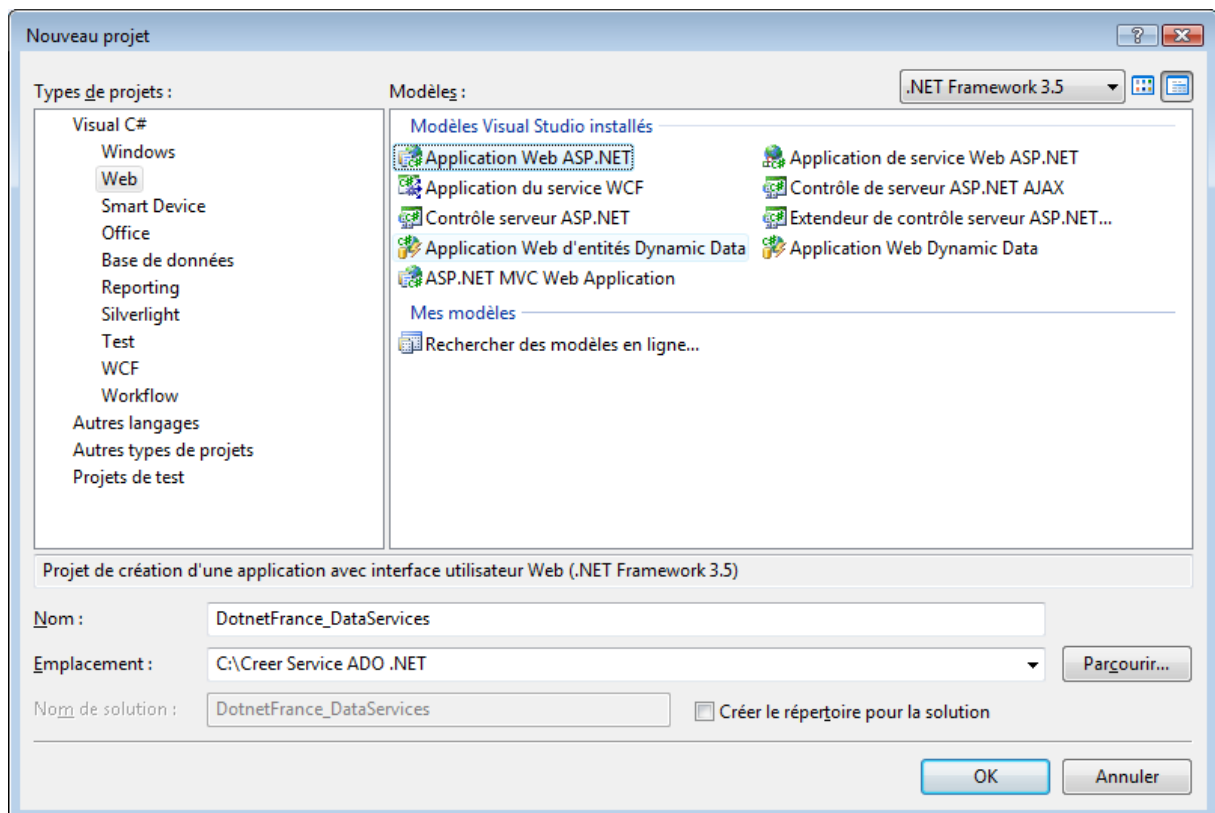 Nouveau projet
Types de projets :
Modèles :
.NET Framework 3.5
Visual C#
Windows
Web
Smart Device
Office
Base de données
Reporting
Silverlight
Test
WCF
Workflow
Autres langages
Autres types de projets
Projets de test
Modèles Visual Studio installés
Application Web ASP.NET
Application de service Web ASP.NET
Application du service WCF
Contrôle de serveur ASP.NET AJAX
Contrôle serveur ASP.NET
Extendeur de contrôle serveur ASP.NET...
Application Web d'entités Dynamic Data
Application Web Dynamic Data
ASP.NET MVC Web Application
Mes modèles
Rechercher des modèles en ligne...
Projet de création d'une application avec interface utilisateur Web (.NET Framework 3.5)
Nom :
DotnetFrance_DataServices
Emplacement :
C:\Creer Service ADO .NET
Parcourir...
Nom de solution :
DotnetFrance_DataServices
Créer le répertoire pour la solution
OK
Annuler